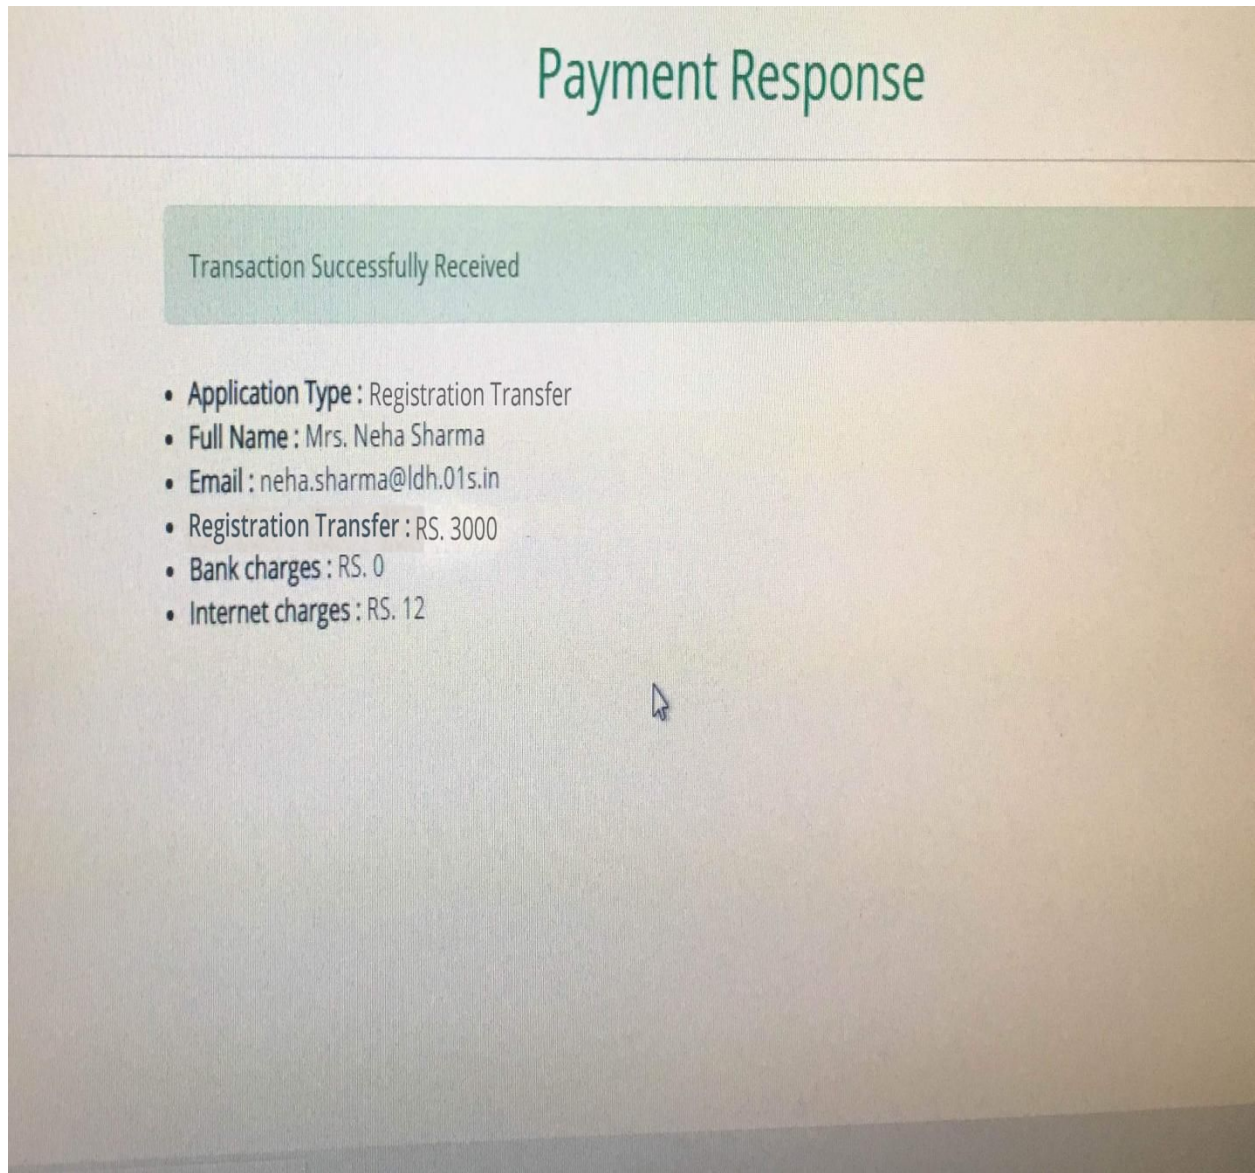 Payment Response
Transaction Successfully Received
• Application Type : Registration Transfer
• Full Name : Mrs. Neha Sharma
• Email : neha.sharma@ldh.01s.in
• Registration Transfer : RS. 3000
• Bank charges : RS. 0
• Internet charges : RS. 12